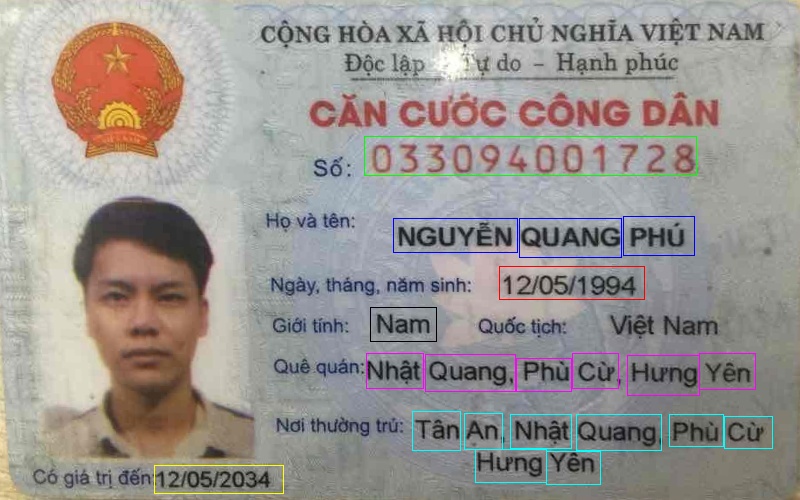 CỘNG HÒA XÃ HỘI CHỦ NGHĨA VIỆT NAM
Độc lập - Tự do - Hạnh phúc
CĂN CƯỚC CÔNG DÂN
Số: 033094001728
Họ và tên: NGUYỄN QUANG PHÚ
Ngày, tháng, năm sinh: 12/05/1994
Giới tính: Nam Quốc tịch: Việt Nam
Quê quán: Nhật Quang, Phù Cừ, Hưng Yên
Nơi thường trú: Tân An, Nhật Quang, Phù Cừ
Hưng Yên
Có giá trị đến: 12/05/2034